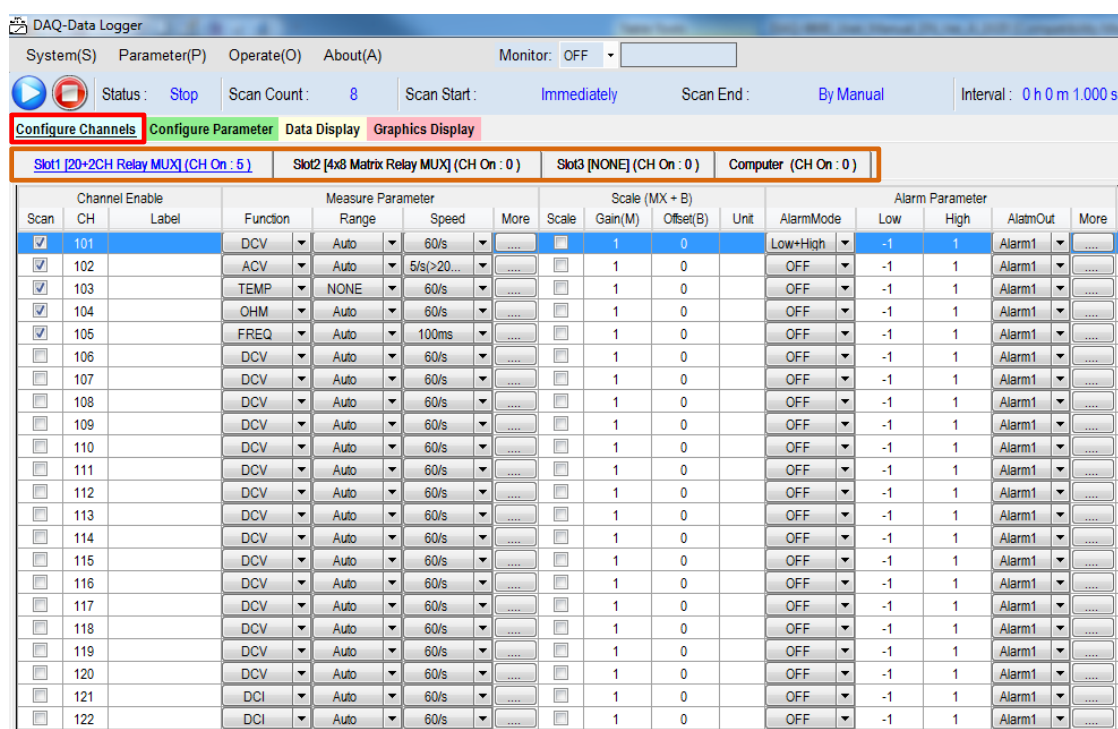 DAQ-Data Logger
System(S) Parameter(P) Operate(O) About(A) Monitor: OFF
Status : Stop Scan Count : 8 Scan Start : Immediately Scan End : By Manual Interval : 0 h 0 m 1.000 s
Configure Channels Configure Parameter Data Display Graphics Display
Slot1 [20+2CH Relay MUX] (CH On : 5 ) Slot2 [4x8 Matrix Relay MUX] (CH On : 0 ) Slot3 [NONE] (CH On : 0 ) Computer (CH On : 0 )
Channel Enable Measure Parameter Scale (MX + B) Alarm Parameter
Scan CH Label Function Range Speed More Scale Gain(M) Offset(B) Unit AlarmMode Low High AlatmOut More
101 DCV Auto 60/s .... 1 0 Low+High -1 1 Alarm1 ....
102 ACV Auto 5/s(>20... .... 1 0 OFF -1 1 Alarm1 ....
103 TEMP NONE 60/s .... 1 0 OFF -1 1 Alarm1 ....
104 OHM Auto 60/s .... 1 0 OFF -1 1 Alarm1 ....
105 FREQ Auto 100ms .... 1 0 OFF -1 1 Alarm1 ....
106 DCV Auto 60/s .... 1 0 OFF -1 1 Alarm1 ....
107 DCV Auto 60/s .... 1 0 OFF -1 1 Alarm1 ....
108 DCV Auto 60/s .... 1 0 OFF -1 1 Alarm1 ....
109 DCV Auto 60/s .... 1 0 OFF -1 1 Alarm1 ....
110 DCV Auto 60/s .... 1 0 OFF -1 1 Alarm1 ....
111 DCV Auto 60/s .... 1 0 OFF -1 1 Alarm1 ....
112 DCV Auto 60/s .... 1 0 OFF -1 1 Alarm1 ....
113 DCV Auto 60/s .... 1 0 OFF -1 1 Alarm1 ....
114 DCV Auto 60/s .... 1 0 OFF -1 1 Alarm1 ....
115 DCV Auto 60/s .... 1 0 OFF -1 1 Alarm1 ....
116 DCV Auto 60/s .... 1 0 OFF -1 1 Alarm1 ....
117 DCV Auto 60/s .... 1 0 OFF -1 1 Alarm1 ....
118 DCV Auto 60/s .... 1 0 OFF -1 1 Alarm1 ....
119 DCV Auto 60/s .... 1 0 OFF -1 1 Alarm1 ....
120 DCV Auto 60/s .... 1 0 OFF -1 1 Alarm1 ....
121 DCI Auto 60/s .... 1 0 OFF -1 1 Alarm1 ....
122 DCI Auto 60/s .... 1 0 OFF -1 1 Alarm1 ....